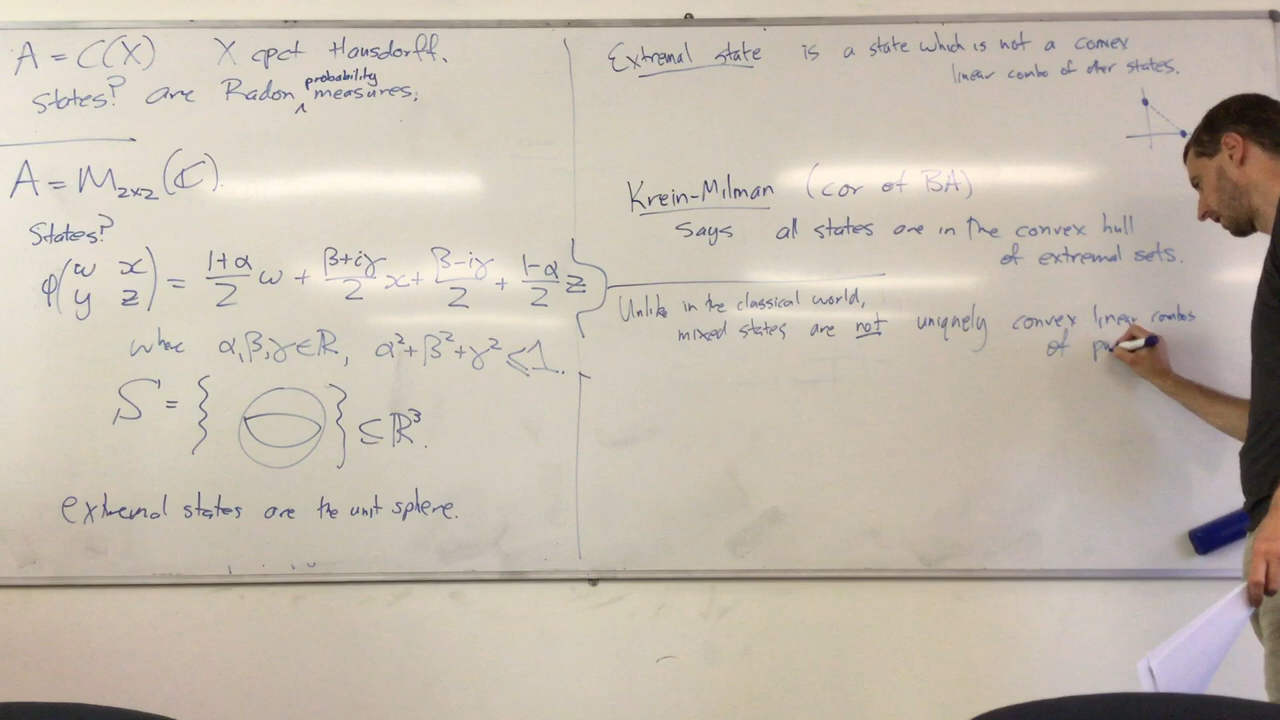 A = C(X) X cpct Hausdorff.
States? are Radon probability measures.
A = M₂ₓ₂(ℂ).
States?
φ(w x
y z) = 1+α/2 w + β+iγ/2 x + β-iγ/2 + 1-α/2 z
where α,β,γ∈ℝ, α²+β²+γ² ≤ 1.
S = { } ⊆ ℝ³.
extremal states are the unit sphere.
Extremal state is a state which is not a convex
linear combo of other states.
Krein-Milman (cor of BA)
says all states are in the convex hull
of extremal sets.
Unlike in the classical world,
mixed states are not uniquely convex linear combos
of